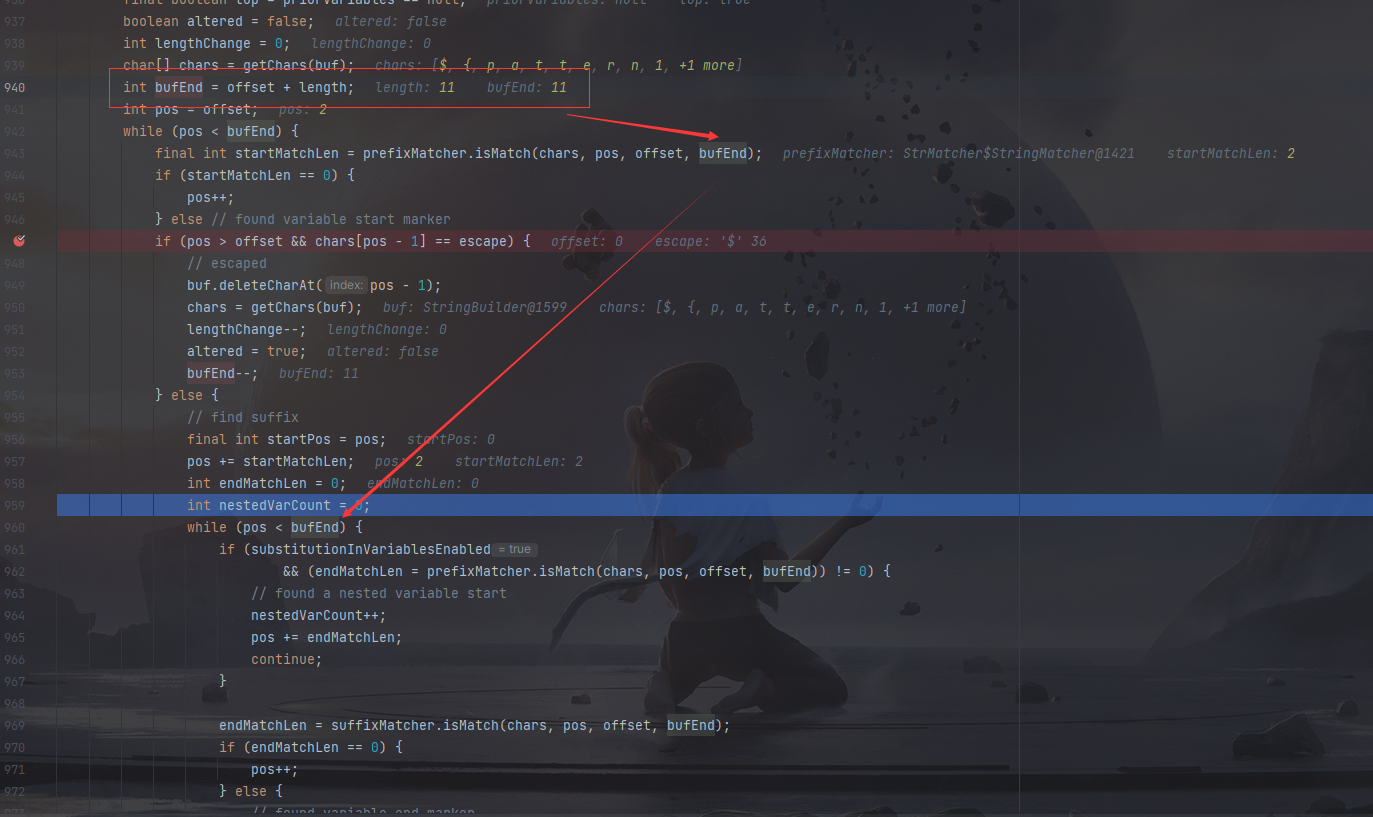 936 final boolean top = priorVariables == null; priorVariables: null top: true
937 boolean altered = false; altered: false
938 int lengthChange = 0; lengthChange: 0
939 char[] chars = getChars(buf); chars: [$, {, p, a, t, t, e, r, n, 1, +1 more]
940 int bufEnd = offset + length; length: 11 bufEnd: 11
941 int pos = offset; pos: 2
942 while (pos < bufEnd) {
943 final int startMatchLen = prefixMatcher.isMatch(chars, pos, offset, bufEnd); prefixMatcher: StrMatcher$StringMatcher@1421 startMatchLen: 2
944 if (startMatchLen == 0) {
945 pos++;
946 } else // found variable start marker
if (pos > offset && chars[pos - 1] == escape) { offset: 0 escape: '$' 36
948 // escaped
949 buf.deleteCharAt( index: pos - 1);
950 chars = getChars(buf); buf: StringBuilder@1599 chars: [$, {, p, a, t, t, e, r, n, 1, +1 more]
951 lengthChange--; lengthChange: 0
952 altered = true; altered: false
953 bufEnd--; bufEnd: 11
954 } else {
955 // find suffix
956 final int startPos = pos; startPos: 0
957 pos += startMatchLen; pos: 2 startMatchLen: 2
958 int endMatchLen = 0; endMatchLen: 0
959 int nestedVarCount = 0;
960 while (pos < bufEnd) {
961 if (substitutionInVariablesEnabled = true
962 && (endMatchLen = prefixMatcher.isMatch(chars, pos, offset, bufEnd)) != 0) {
963 // found a nested variable start
964 nestedVarCount++;
965 pos += endMatchLen;
966 continue;
967 }
968
969 endMatchLen = suffixMatcher.isMatch(chars, pos, offset, bufEnd);
970 if (endMatchLen == 0) {
971 pos++;
972 } else {
973 // found variable end marker